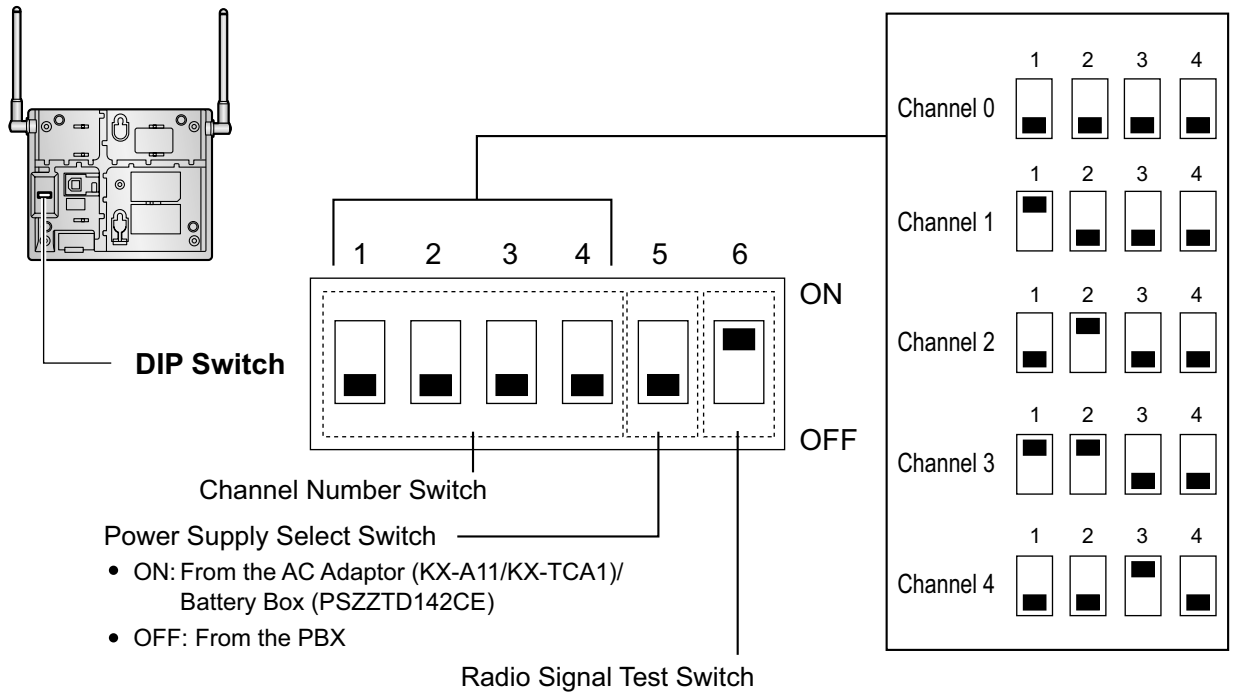 1 2 3 4
Channel 0
1 2 3 4
Channel 1
1 2 3 4
Channel 2
1 2 3 4
Channel 3
1 2 3 4
Channel 4
1 2 3 4 5 6
ON
DIP Switch
OFF
Channel Number Switch
Power Supply Select Switch
• ON: From the AC Adaptor (KX-A11/KX-TCA1)/
Battery Box (PSZZTD142CE)
• OFF: From the PBX
Radio Signal Test Switch